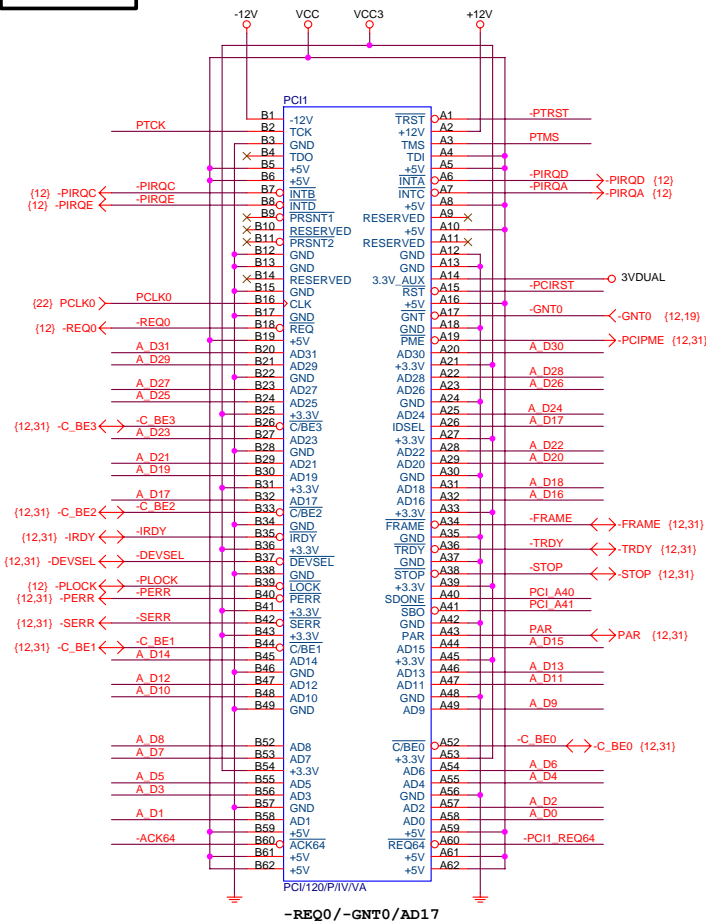 -12V VCC VCC3 +12V
PCI1
B1 -12V TRST A1 -PTRST
PTCK B2 TCK +12V A2
B3 GND TMS A3 PTMS
B4 TDO TDI A4
B5 +5V +5V A5
B6 +5V INTA A6 -PIRQD -PIRQD {12}
{12} -PIRQC -PIRQC B7 INTB INTC A7 -PIRQA -PIRQA {12}
{12} -PIRQE -PIRQE B8 INTD +5V A8
B9 PRSNT1 RESERVED A9
B10 RESERVED +5V A10
B11 PRSNT2 RESERVED A11
B12 GND GND A12
B13 GND GND A13
B14 RESERVED 3.3V_AUX A14 3VDUAL
B15 GND RST A15 -PCIRST
{22} PCLK0 PCLK0 B16 CLK +5V A16
B17 GND GNT A17 -GNT0 -GNT0 {12,19}
{12} -REQ0 -REQ0 B18 REQ GND A18
B19 +5V PME A19 -PCIPME {12,31}
A_D31 B20 AD31 AD30 A20 A_D30
A_D29 B21 AD29 +3.3V A21
B22 GND AD28 A22 A_D28
A_D27 B23 AD27 AD26 A23 A_D26
A_D25 B24 AD25 GND A24
B25 +3.3V AD24 A25 A_D24
{12,31} -C_BE3 -C_BE3 B26 C/BE3 IDSEL A26 A_D17
A_D23 B27 AD23 +3.3V A27
B28 GND AD22 A28 A_D22
A_D21 B29 AD21 AD20 A29 A_D20
A_D19 B30 AD19 GND A30
B31 +3.3V AD18 A31 A_D18
A_D17 B32 AD17 AD16 A32 A_D16
{12,31} -C_BE2 -C_BE2 B33 C/BE2 +3.3V A33
B34 GND FRAME A34 -FRAME -FRAME {12,31}
{12,31} -IRDY -IRDY B35 IRDY GND A35
B36 +3.3V TRDY A36 -TRDY -TRDY {12,31}
{12,31} -DEVSEL -DEVSEL B37 DEVSEL GND A37
B38 GND STOP A38 -STOP -STOP {12,31}
{12} -PLOCK -PLOCK B39 LOCK +3.3V A39
{12,31} -PERR -PERR B40 PERR SDONE A40 PCI_A40
B41 +3.3V SBO A41 PCI_A41
{12,31} -SERR -SERR B42 SERR GND A42
B43 +3.3V PAR A43 PAR PAR {12,31}
{12,31} -C_BE1 -C_BE1 B44 C/BE1 AD15 A44 A_D15
A_D14 B45 AD14 +3.3V A45
B46 GND AD13 A46 A_D13
A_D12 B47 AD12 AD11 A47 A_D11
A_D10 B48 AD10 GND A48
B49 GND AD9 A49 A_D9
A_D8 B52 AD8 C/BE0 A52 -C_BE0 -C_BE0 {12,31}
A_D7 B53 AD7 +3.3V A53
B54 +3.3V AD6 A54 A_D6
A_D5 B55 AD5 AD4 A55 A_D4
A_D3 B56 AD3 GND A56
B57 GND AD2 A57 A_D2
A_D1 B58 AD1 AD0 A58 A_D0
B59 +5V +5V A59
-ACK64 B60 ACK64 REQ64 A60 -PCI1_REQ64
B61 +5V +5V A61
B62 +5V +5V A62
PCI/120/P/IV/VA
-REQ0/-GNT0/AD17